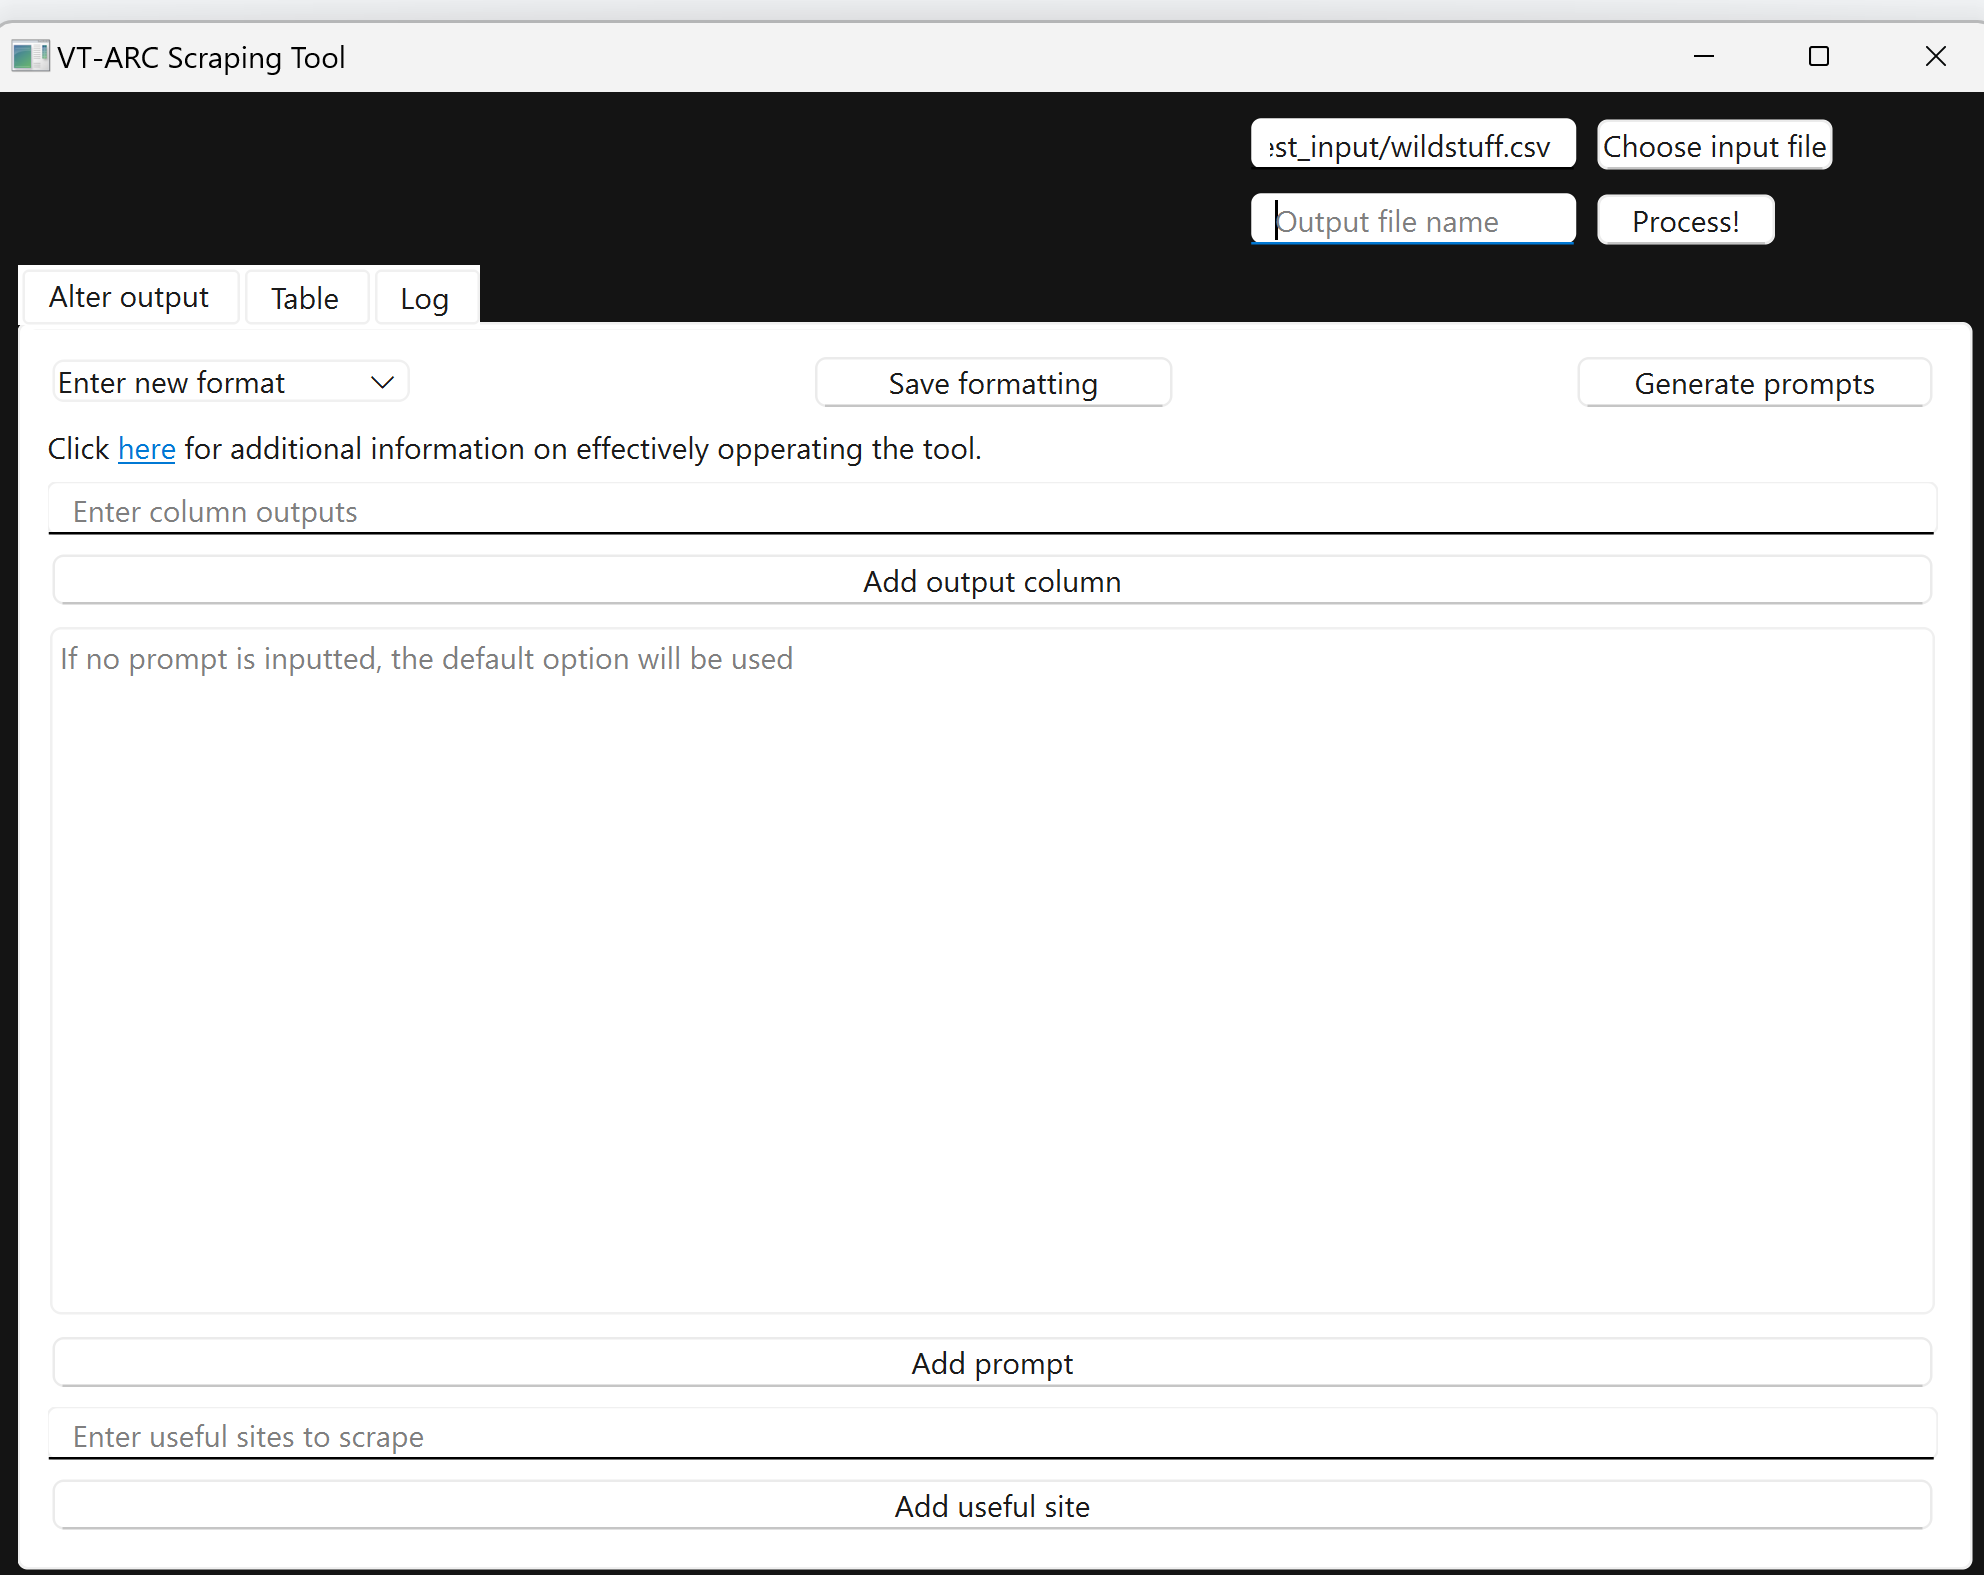 VT-ARC Scraping Tool
st_input/wildstuff.csv
Choose input file
Output file name
Process!
Alter output
Table
Log
Enter new format
Save formatting
Generate prompts
Click here for additional information on effectively opperating the tool.
Enter column outputs
Add output column
If no prompt is inputted, the default option will be used
Add prompt
Enter useful sites to scrape
Add useful site